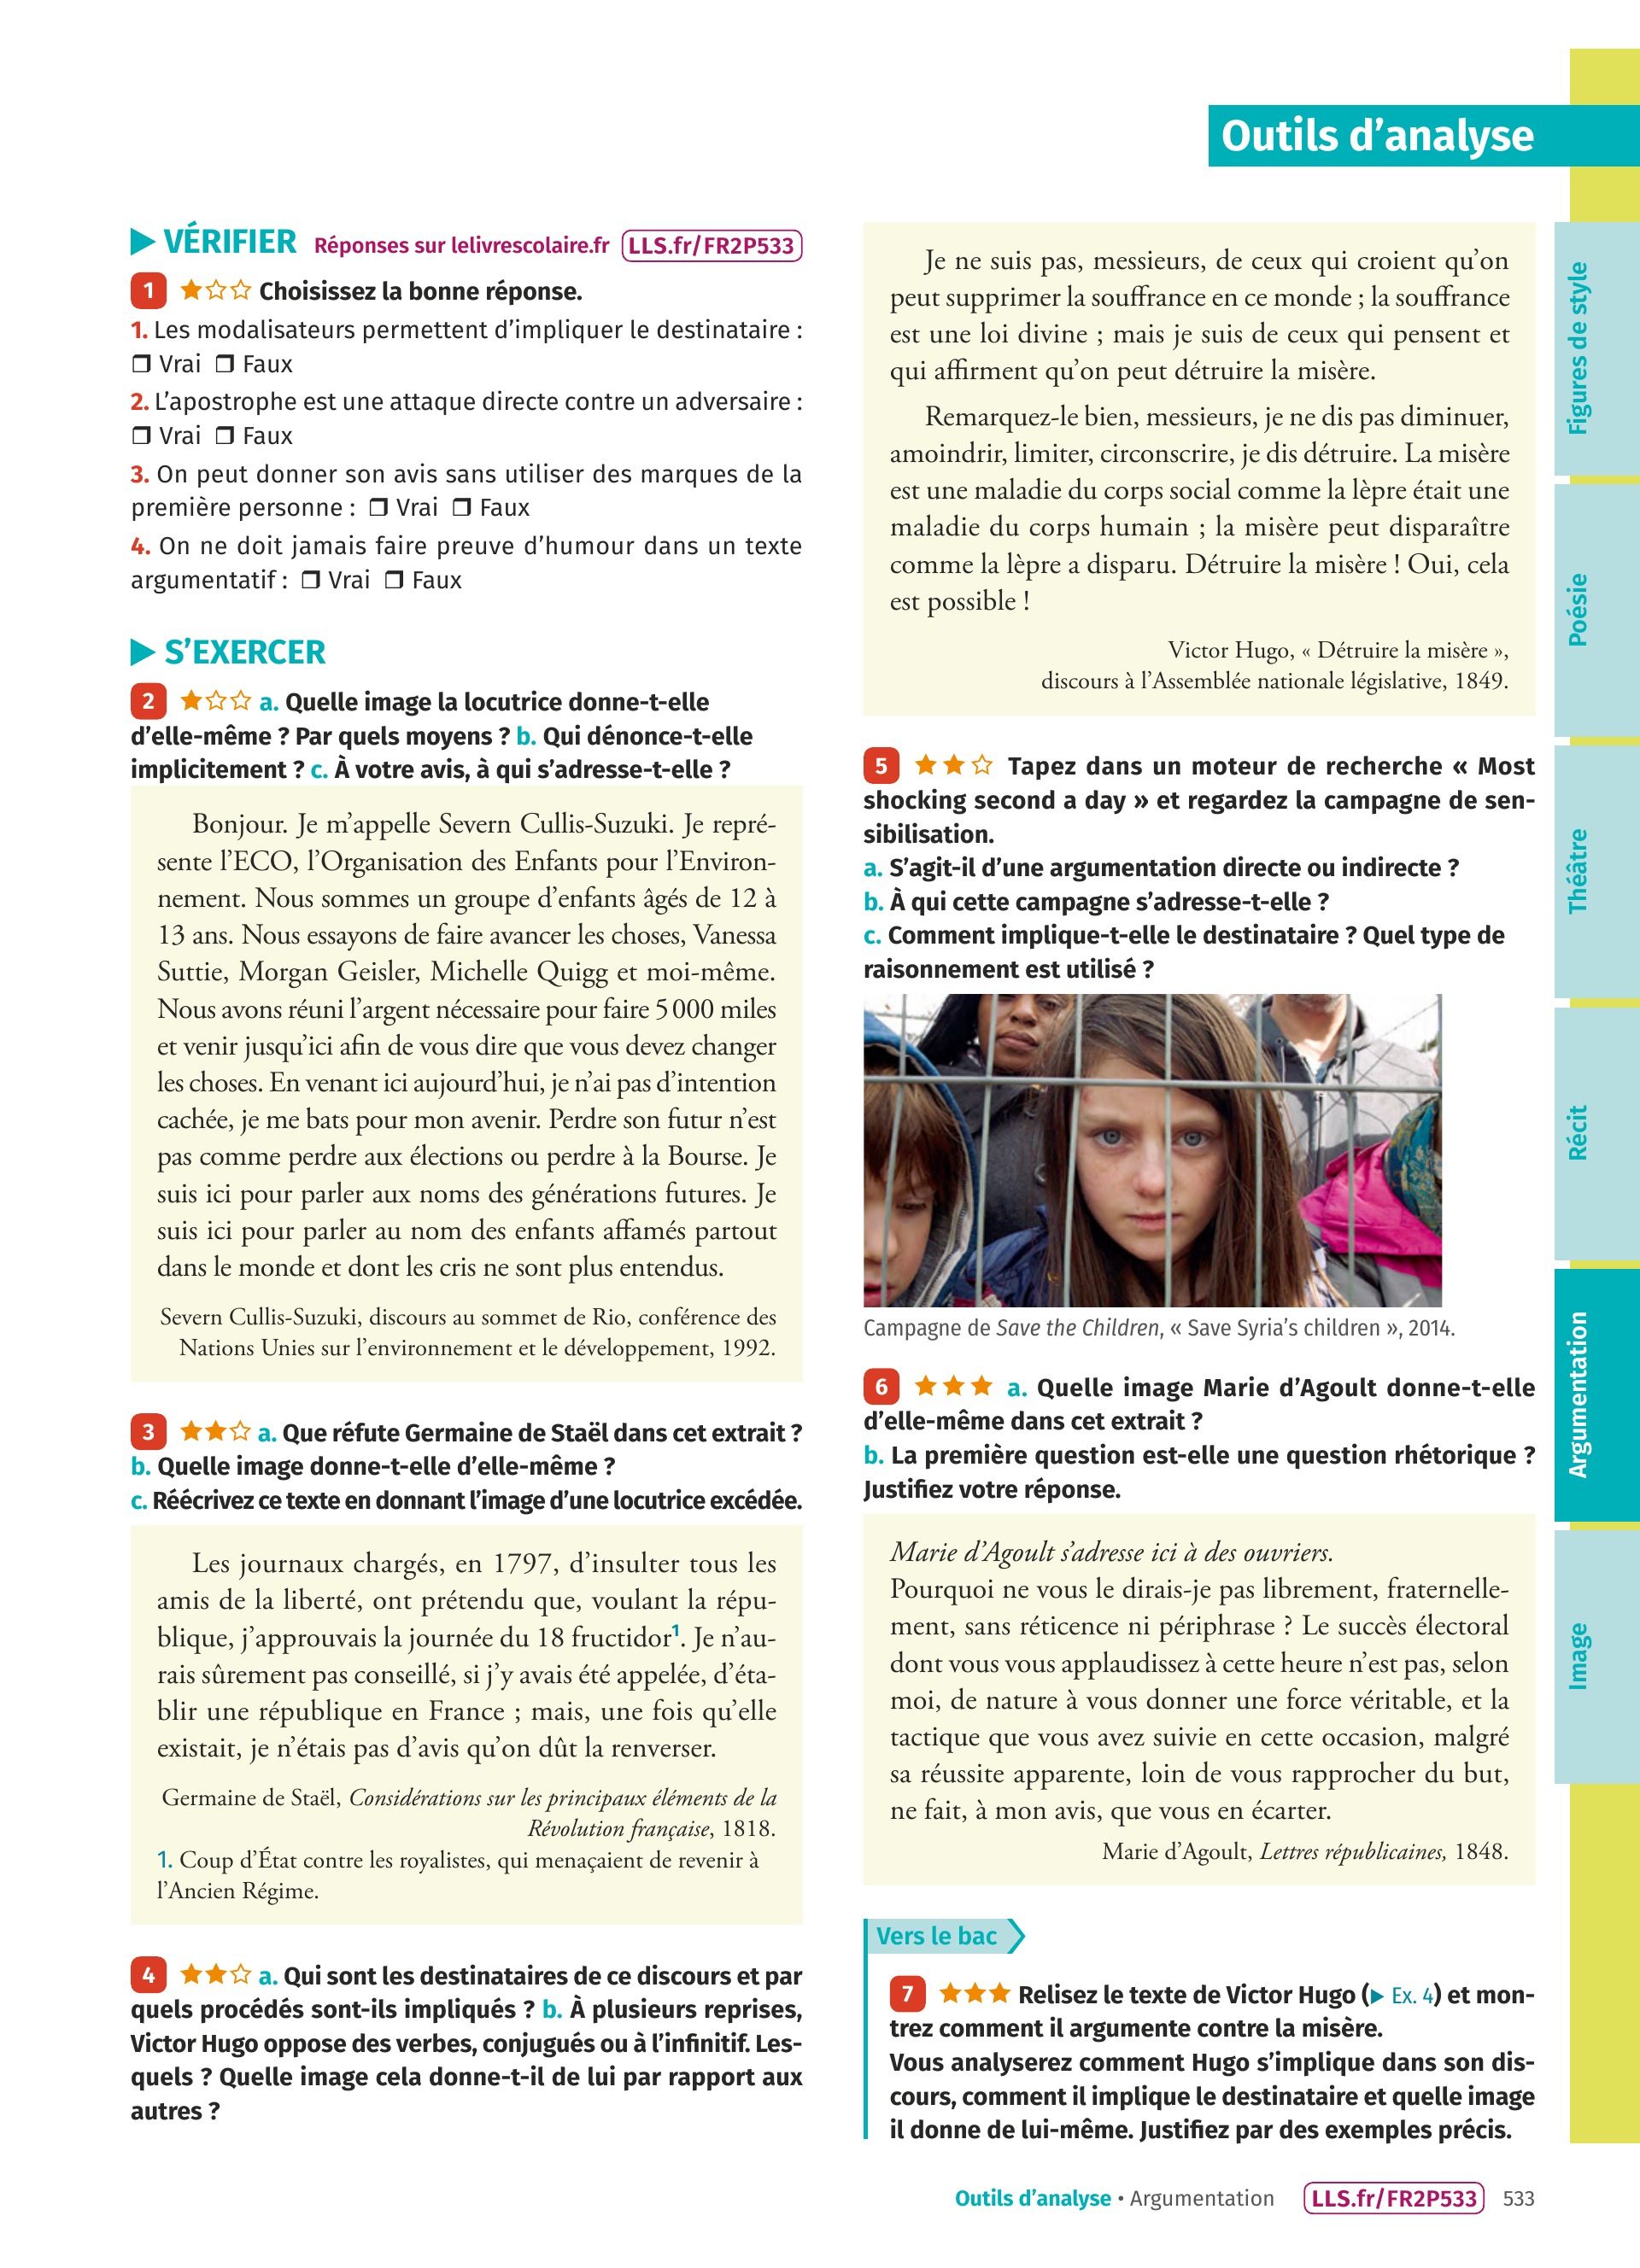 Outils d’analyse
▶ VÉRIFIER Réponses sur lelivrescolaire.fr LLS.fr/FR2P533
1 ★☆☆ Choisissez la bonne réponse.
1. Les modalisateurs permettent d’impliquer le destinataire :
❒ Vrai ❒ Faux
2. L’apostrophe est une attaque directe contre un adversaire :
❒ Vrai ❒ Faux
3. On peut donner son avis sans utiliser des marques de la
première personne : ❒ Vrai ❒ Faux
4. On ne doit jamais faire preuve d’humour dans un texte
argumentatif : ❒ Vrai ❒ Faux
▶ S’EXERCER
2 ★☆☆ a. Quelle image la locutrice donne-t-elle
d’elle-même ? Par quels moyens ? b. Qui dénonce-t-elle
implicitement ? c. À votre avis, à qui s’adresse-t-elle ?
Bonjour. Je m’appelle Severn Cullis-Suzuki. Je repré-
sente l’ECO, l’Organisation des Enfants pour l’Environ-
nement. Nous sommes un groupe d’enfants âgés de 12 à
13 ans. Nous essayons de faire avancer les choses, Vanessa
Suttie, Morgan Geisler, Michelle Quigg et moi-même.
Nous avons réuni l’argent nécessaire pour faire 5 000 miles
et venir jusqu’ici afin de vous dire que vous devez changer
les choses. En venant ici aujourd’hui, je n’ai pas d’intention
cachée, je me bats pour mon avenir. Perdre son futur n’est
pas comme perdre aux élections ou perdre à la Bourse. Je
suis ici pour parler aux noms des générations futures. Je
suis ici pour parler au nom des enfants affamés partout
dans le monde et dont les cris ne sont plus entendus.
Severn Cullis-Suzuki, discours au sommet de Rio, conférence des
Nations Unies sur l’environnement et le développement, 1992.
3 ★★☆ a. Que réfute Germaine de Staël dans cet extrait ?
b. Quelle image donne-t-elle d’elle-même ?
c. Réécrivez ce texte en donnant l’image d’une locutrice excédée.
Les journaux chargés, en 1797, d’insulter tous les
amis de la liberté, ont prétendu que, voulant la répu-
blique, j’approuvais la journée du 18 fructidor¹. Je n’au-
rais sûrement pas conseillé, si j’y avais été appelée, d’éta-
blir une république en France ; mais, une fois qu’elle
existait, je n’étais pas d’avis qu’on dût la renverser.
Germaine de Staël, Considérations sur les principaux éléments de la
Révolution française, 1818.
1. Coup d’État contre les royalistes, qui menaçaient de revenir à
l’Ancien Régime.
4 ★★☆ a. Qui sont les destinataires de ce discours et par
quels procédés sont-ils impliqués ? b. À plusieurs reprises,
Victor Hugo oppose des verbes, conjugués ou à l’infinitif. Les-
quels ? Quelle image cela donne-t-il de lui par rapport aux
autres ?
Je ne suis pas, messieurs, de ceux qui croient qu’on
peut supprimer la souffrance en ce monde ; la souffrance
est une loi divine ; mais je suis de ceux qui pensent et
qui affirment qu’on peut détruire la misère.
Remarquez-le bien, messieurs, je ne dis pas diminuer,
amoindrir, limiter, circonscrire, je dis détruire. La misère
est une maladie du corps social comme la lèpre était une
maladie du corps humain ; la misère peut disparaître
comme la lèpre a disparu. Détruire la misère ! Oui, cela
est possible !
Victor Hugo, « Détruire la misère »,
discours à l’Assemblée nationale législative, 1849.
5 ★★☆ Tapez dans un moteur de recherche « Most
shocking second a day » et regardez la campagne de sen-
sibilisation.
a. S’agit-il d’une argumentation directe ou indirecte ?
b. À qui cette campagne s’adresse-t-elle ?
c. Comment implique-t-elle le destinataire ? Quel type de
raisonnement est utilisé ?
Campagne de Save the Children, « Save Syria’s children », 2014.
6 ★★★ a. Quelle image Marie d’Agoult donne-t-elle
d’elle-même dans cet extrait ?
b. La première question est-elle une question rhétorique ?
Justifiez votre réponse.
Marie d’Agoult s’adresse ici à des ouvriers.
Pourquoi ne vous le dirais-je pas librement, fraternelle-
ment, sans réticence ni périphrase ? Le succès électoral
dont vous vous applaudissez à cette heure n’est pas, selon
moi, de nature à vous donner une force véritable, et la
tactique que vous avez suivie en cette occasion, malgré
sa réussite apparente, loin de vous rapprocher du but,
ne fait, à mon avis, que vous en écarter.
Marie d’Agoult, Lettres républicaines, 1848.
Vers le bac
7 ★★★ Relisez le texte de Victor Hugo (▶ Ex. 4) et mon-
trez comment il argumente contre la misère.
Vous analyserez comment Hugo s’implique dans son dis-
cours, comment il implique le destinataire et quelle image
il donne de lui-même. Justifiez par des exemples précis.
Figures de style
Poésie
Théâtre
Récit
Argumentation
Image
Outils d’analyse • Argumentation LLS.fr/FR2P533 533